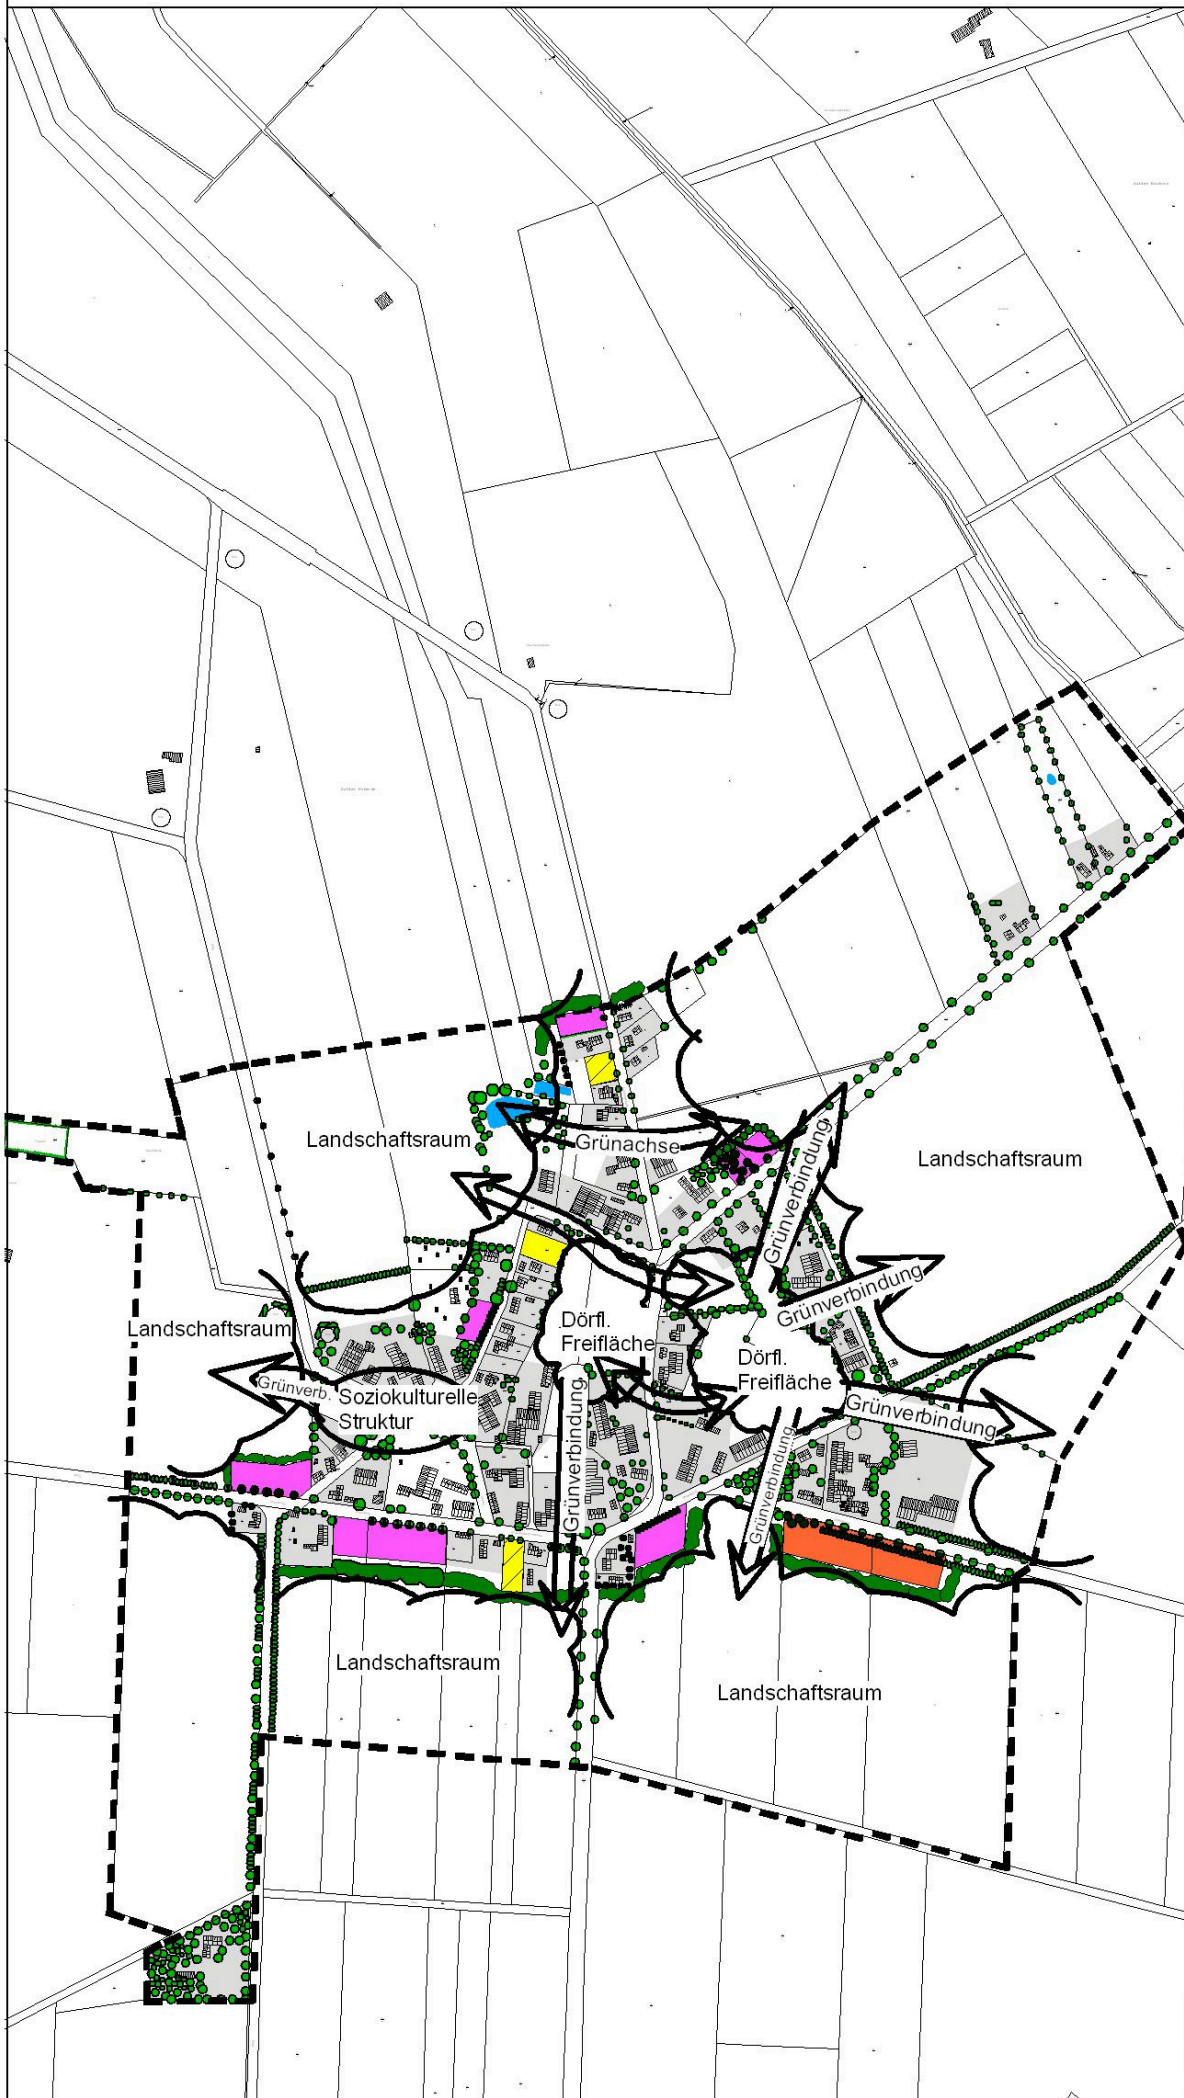 Landschaftsraum
Grünachse
Grünverbindung
Landschaftsraum
Grünverbindung
Landschaftsraum
Dörfl.
Freifläche
Dörfl.
Freifläche
Grünverb.
Soziokulturelle
Struktur
Grünverbindung
Grünverbindung
Grünverbindung
Landschaftsraum
Landschaftsraum